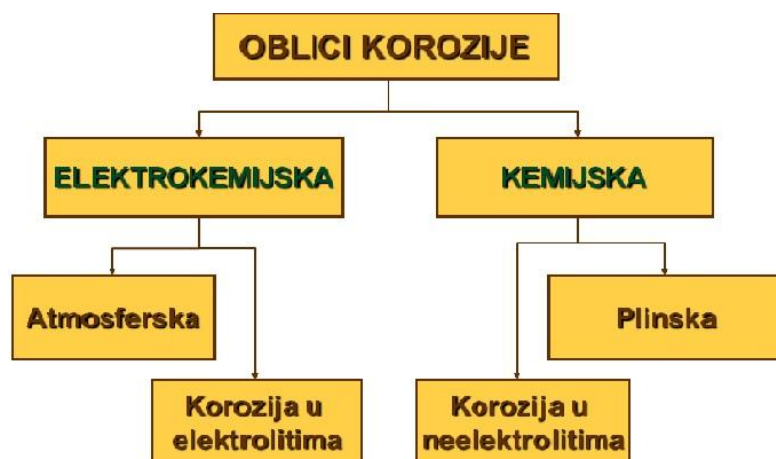 OBLICI KOROZIJE
ELEKTROKEMIJSKA
KEMIJSKA
Atmosferska
Plinska
Korozija u
elektrolitima
Korozija u
neelektrolitima